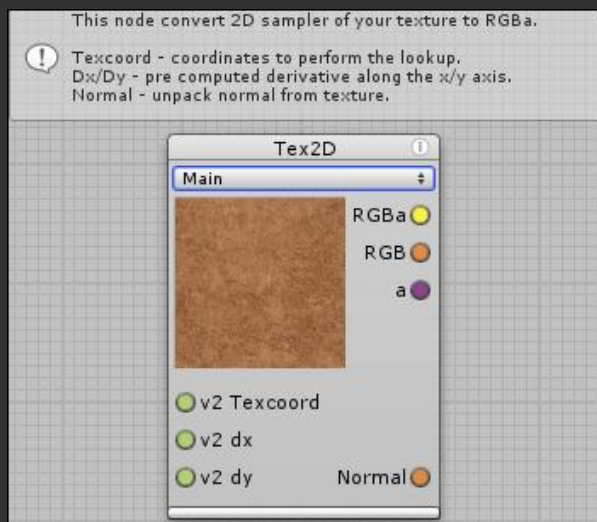 This node convert 2D sampler of your texture to RGBa.
Texcoord - coordinates to perform the lookup.
Dx/Dy - pre computed derivative along the x/y axis.
Normal - unpack normal from texture.
Tex2D
Main
RGBa
RGB
a
v2 Texcoord
v2 dx
v2 dy Normal